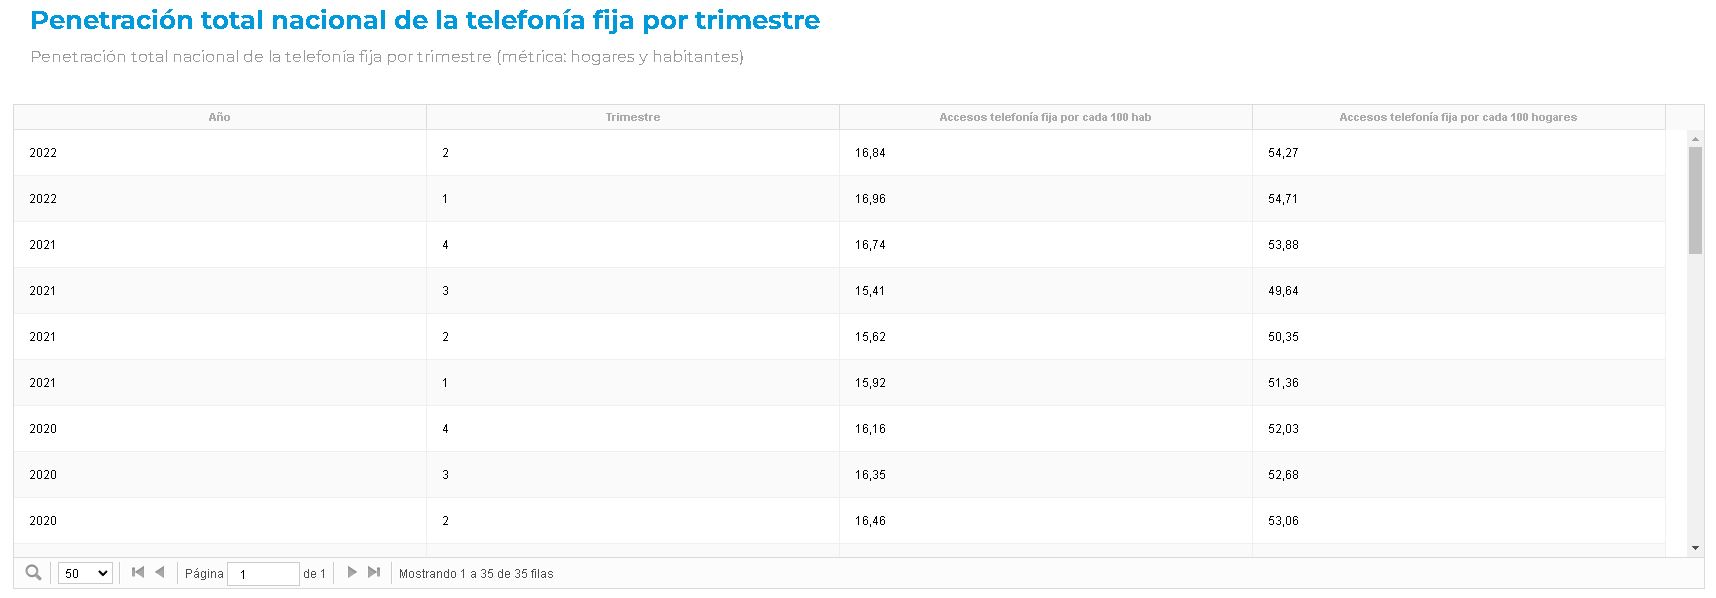 Penetración total nacional de la telefonía fija por trimestre
Penetración total nacional de la telefonía fija por trimestre (métrica: hogares y habitantes)
Año Trimestre Accesos telefonía fija por cada 100 hab Accesos telefonía fija por cada 100 hogares
2022 2 16,84 54,27
2022 1 16,96 54,71
2021 4 16,74 53,88
2021 3 15,41 49,64
2021 2 15,62 50,35
2021 1 15,92 51,36
2020 4 16,16 52,03
2020 3 16,35 52,68
2020 2 16,46 53,06
50 Página 1 de 1 Mostrando 1 a 35 de 35 filas